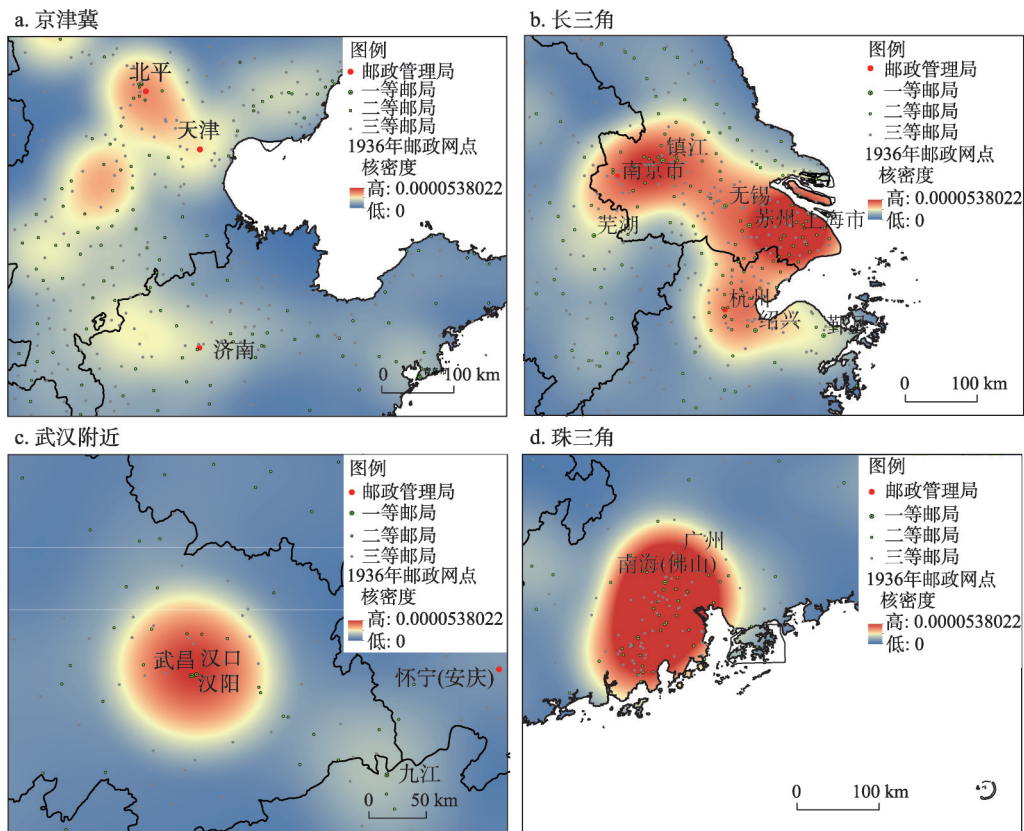 a. 京津冀
北平
天津
济南
图例
邮政管理局
一等邮局
二等邮局
三等邮局
1936年邮政网点
核密度
高: 0.0000538022
低: 0
0 100 km
b. 长三角
镇江
南京市
无锡
芜湖
苏州 上海市
杭州
绍兴
图例
邮政管理局
一等邮局
二等邮局
三等邮局
1936年邮政网点
核密度
高: 0.0000538022
低: 0
0 100 km
c. 武汉附近
武昌 汉口
汉阳
怀宁(安庆)
九江
图例
邮政管理局
一等邮局
二等邮局
三等邮局
1936年邮政网点
核密度
高: 0.0000538022
低: 0
0 50 km
d. 珠三角
广州
南海(佛山)
图例
邮政管理局
一等邮局
二等邮局
三等邮局
1936年邮政网点
核密度
高: 0.0000538022
低: 0
0 100 km